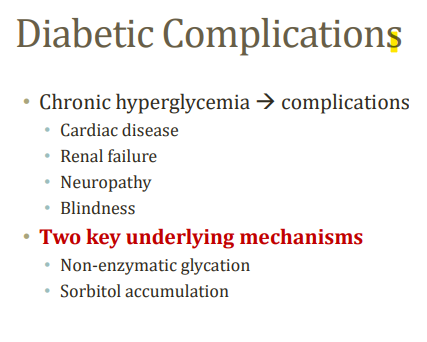 Diabetic Complications
• Chronic hyperglycemia → complications
• Cardiac disease
• Renal failure
• Neuropathy
• Blindness
• Two key underlying mechanisms
• Non-enzymatic glycation
• Sorbitol accumulation